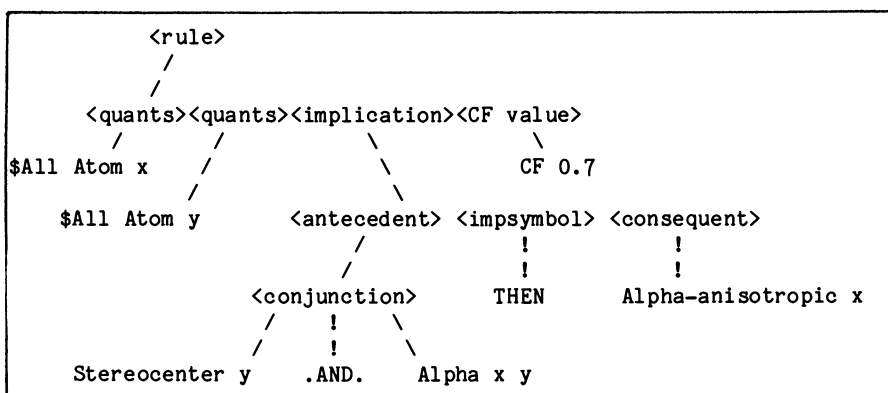 <rule>
/
/
<quants><quants><implication><CF value>
/ / \ \
$All Atom x / \ CF 0.7
/ \
$All Atom y <antecedent> <impsymbol> <consequent>
/ ! !
/ ! !
<conjunction> THEN Alpha-anisotropic x
/ ! \
/ ! \
Stereocenter y .AND. Alpha x y